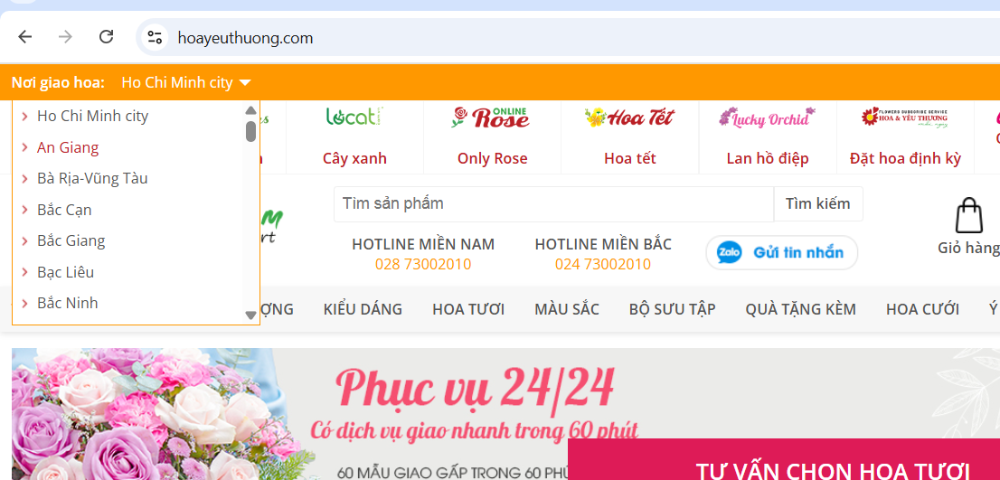 hoayeuthuong.com
Nơi giao hoa: Ho Chi Minh city
Ho Chi Minh city
An Giang
Bà Rịa-Vũng Tàu
Bắc Cạn
Bắc Giang
Bạc Liêu
Bắc Ninh
Locat
ONLINE
Rose
Hoa Tết
Lucky Orchid
FLOWERS SUBSCRIBE SERVICE
HOA & YÊU THƯƠNG
Cây xanh
Only Rose
Hoa tết
Lan hồ điệp
Đặt hoa định kỳ
Tìm sản phẩm
Tìm kiếm
Giỏ hàng
HOTLINE MIỀN NAM
028 73002010
HOTLINE MIỀN BẮC
024 73002010
Zalo Gửi tin nhắn
ỢNG KIỂU DÁNG HOA TƯƠI MÀU SẮC BỘ SƯU TẬP QUÀ TẶNG KÈM HOA CƯỚI Ý
Phục vụ 24/24
Có dịch vụ giao nhanh trong 60 phút
60 MẪU GIAO GẤP TRONG 60 PHÚ
TƯ VẤN CHỌN HOA TƯƠI